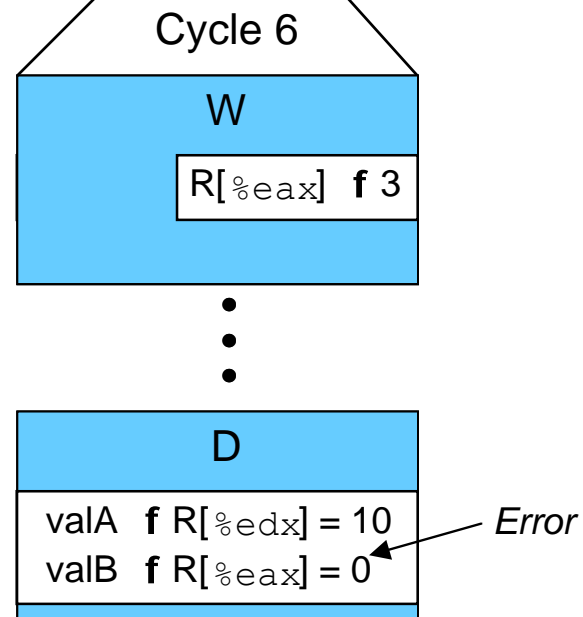 Cycle 6
W
R[%eax] f 3
D
valA f R[%edx] = 10
valB f R[%eax] = 0
Error